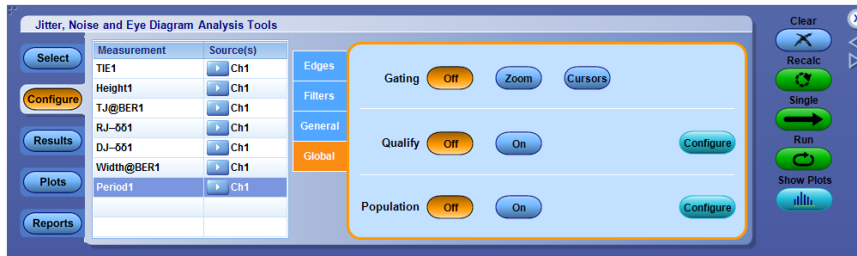 Jitter, Noise and Eye Diagram Analysis Tools
Clear
Select
Measurement Source(s)
TIE1 Ch1
Height1 Ch1
TJ@BER1 Ch1
RJ–δδ1 Ch1
DJ–δδ1 Ch1
Width@BER1 Ch1
Period1 Ch1
Configure
Results
Plots
Reports
Edges
Filters
General
Global
Gating Off Zoom Cursors
Qualify Off On Configure
Population Off On Configure
Recalc
Single
Run
Show Plots